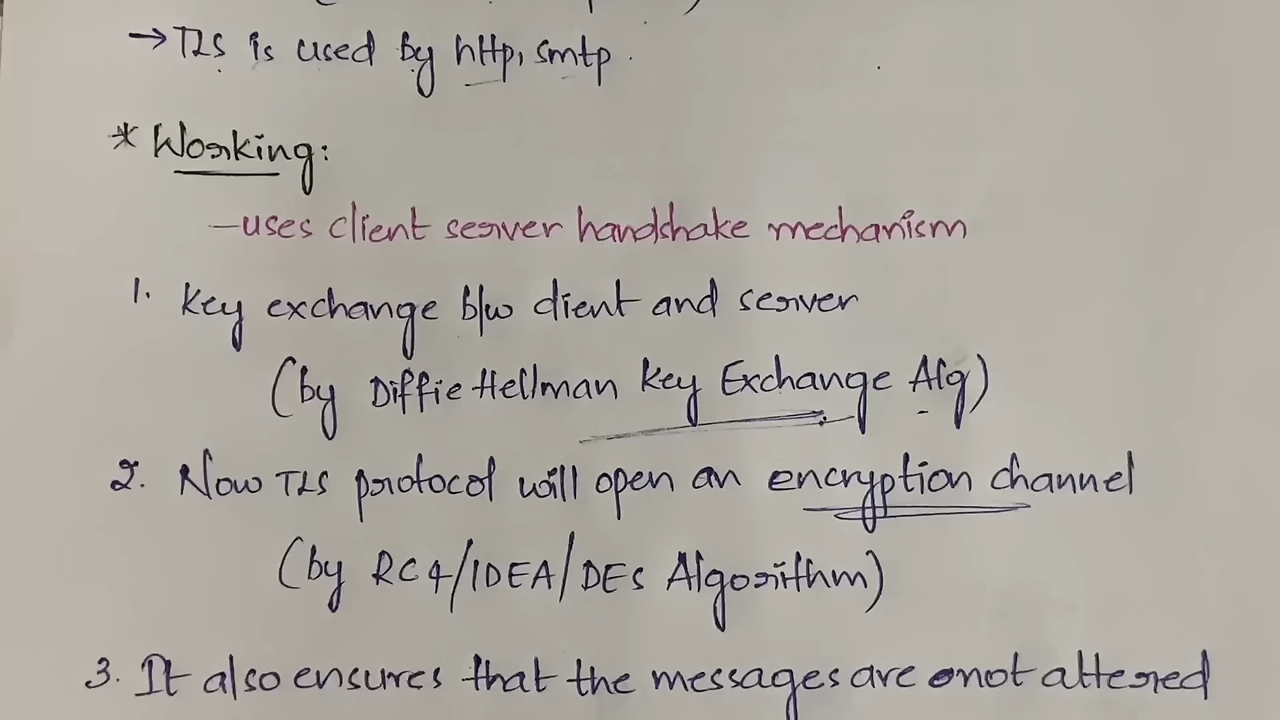 → TLS is used by http, smtp.
* Working:
- uses client server handshake mechanism
1. Key exchange b/w client and server
(by Diffie Hellman Key Exchange Alg)
2. Now TLS protocol will open an encryption channel
(by RC4/IDEA/DES Algorithm)
3. It also ensures that the messages are not altered